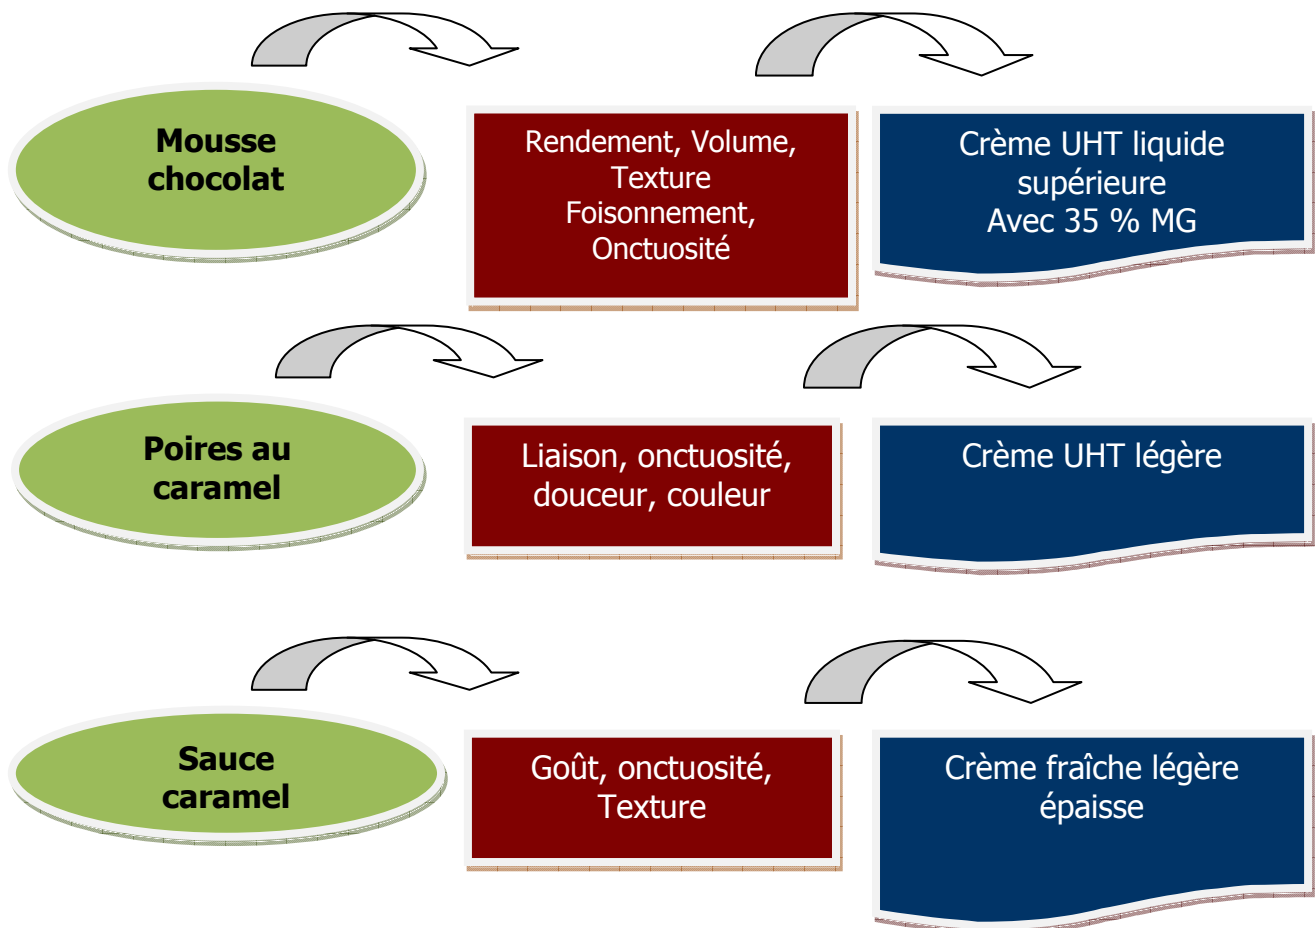 Mousse
chocolat
Rendement, Volume,
Texture
Foisonnement,
Onctuosité
Crème UHT liquide
supérieure
Avec 35 % MG
Poires au
caramel
Liaison, onctuosité,
douceur, couleur
Crème UHT légère
Sauce
caramel
Goût, onctuosité,
Texture
Crème fraîche légère
épaisse